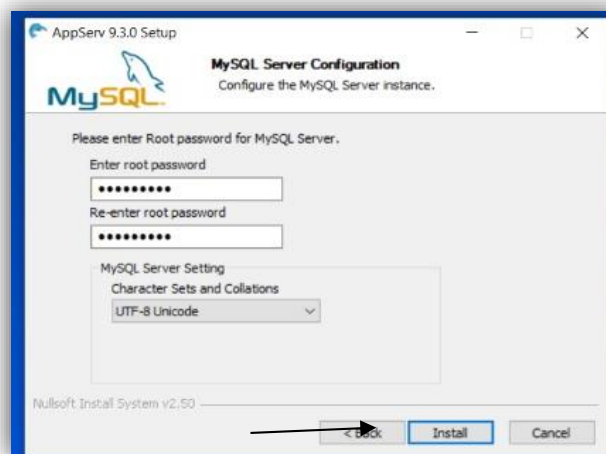 AppServ 9.3.0 Setup
MySQL Server Configuration
Configure the MySQL Server instance.
MySQL
Please enter Root password for MySQL Server.
Enter root password
•••••••••
Re-enter root password
•••••••••
MySQL Server Setting
Character Sets and Collations
UTF-8 Unicode
Nullsoft Install System v2.50
< Back Install Cancel